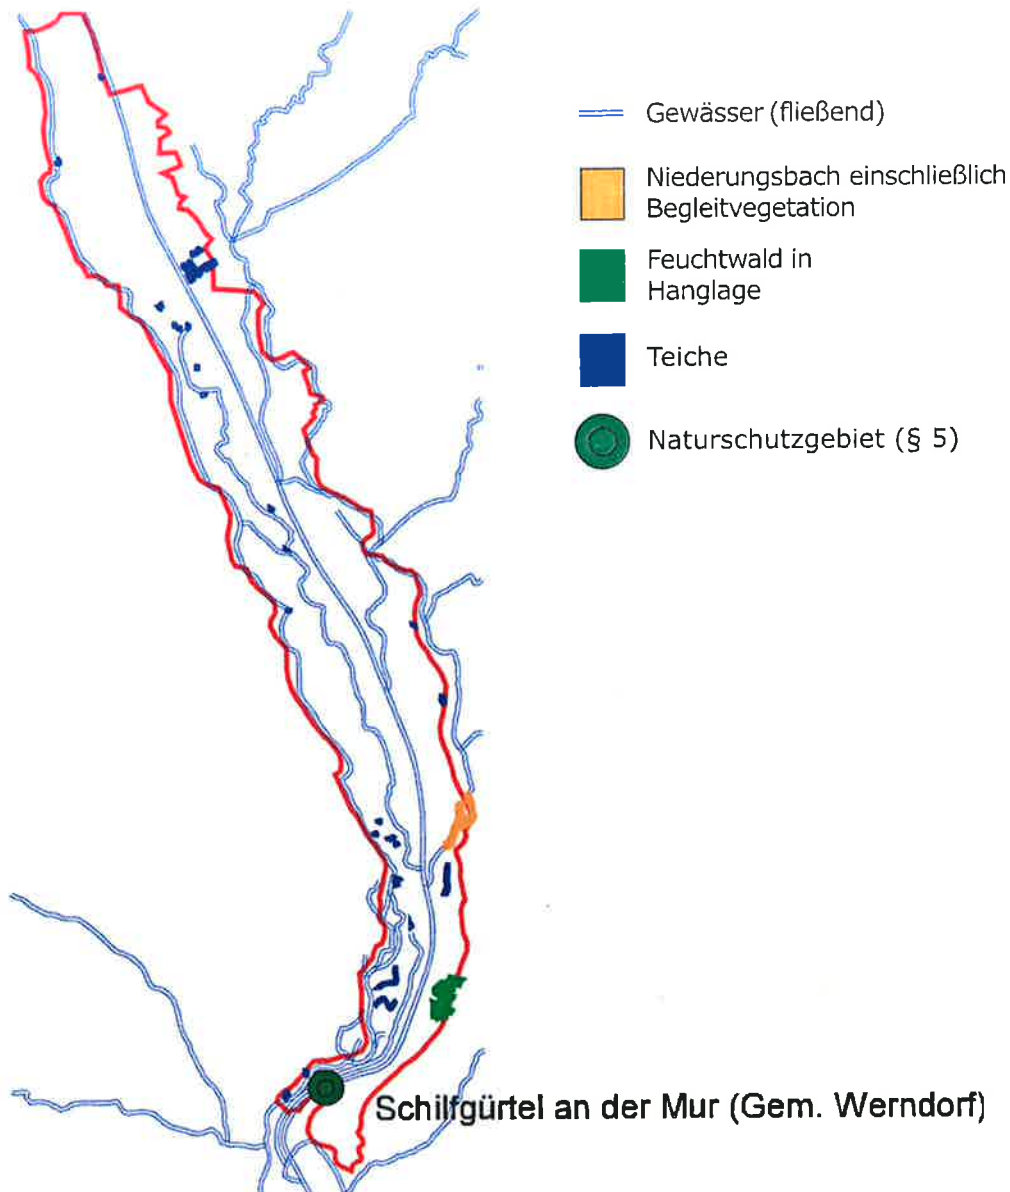 Gewässer (fließend)
Niederungsbach einschließlich
Begleitvegetation
Feuchtwald in
Hanglage
Teiche
Naturschutzgebiet (§ 5)
Schilfgürtel an der Mur (Gem. Werndorf)